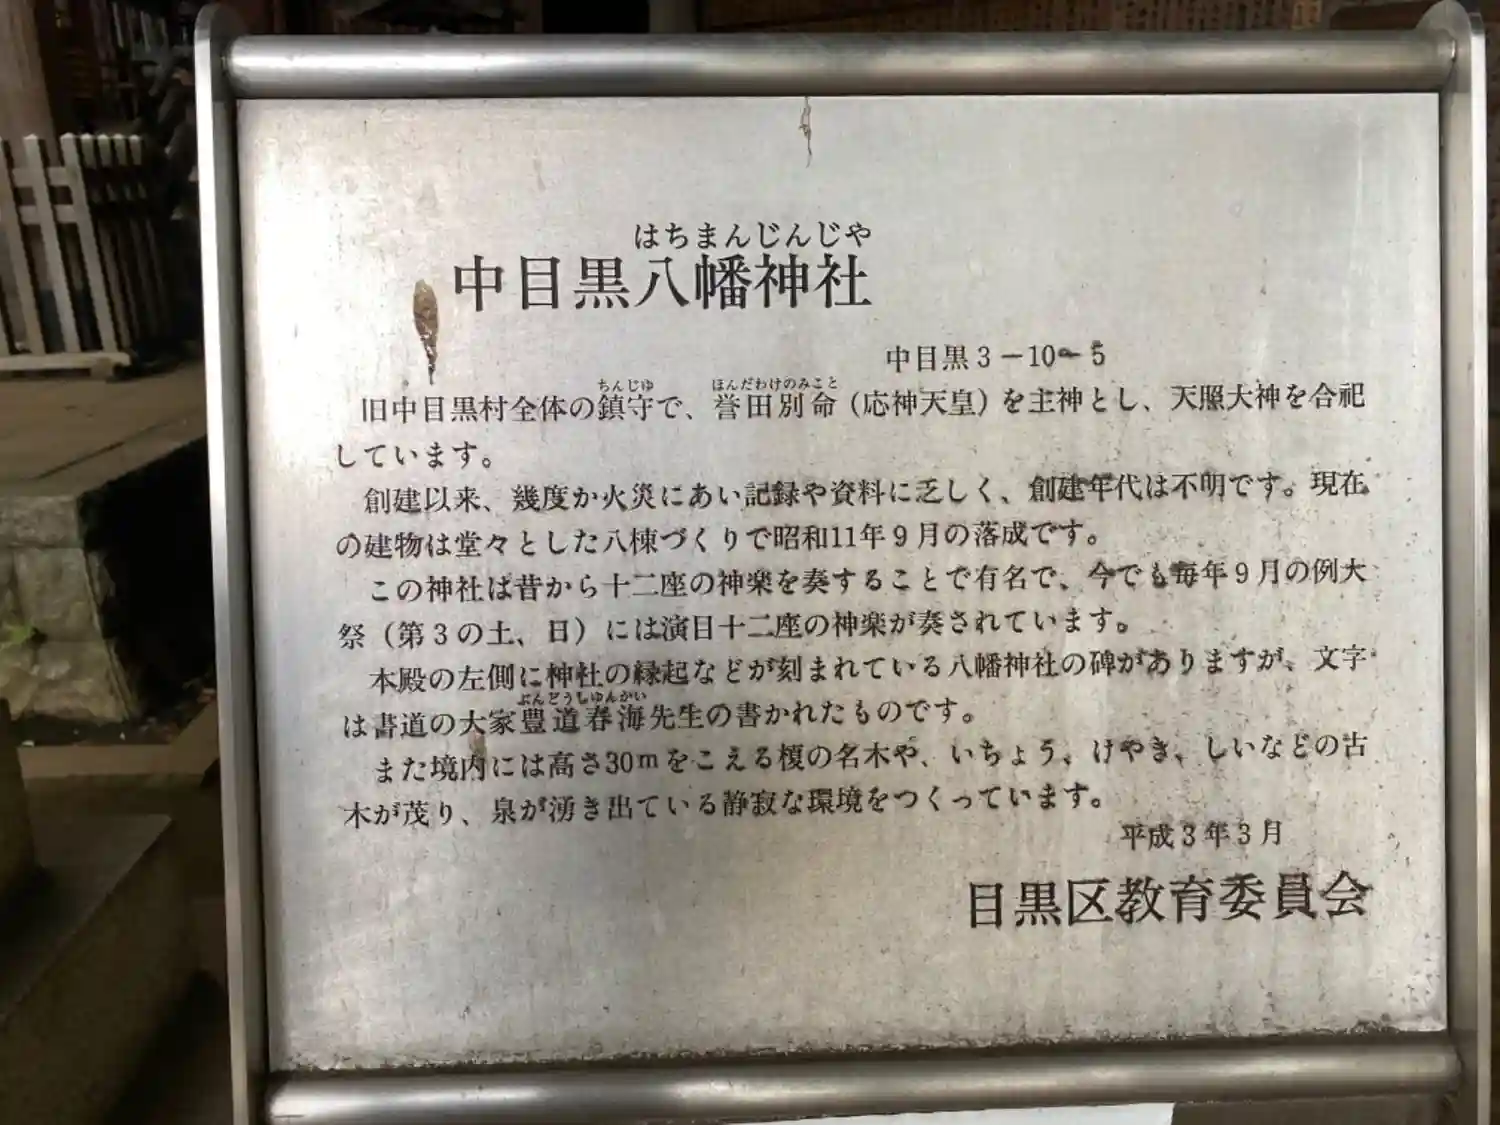 はちまんじんじや
中目黒八幡神社
中目黒3-10-5
ちんじゆ ほんだわけのみこと
旧中目黒村全体の鎮守で、誉田別命(応神天皇)を主神とし、天照大神を合祀
しています。
創建以来、幾度か火災にあい記録や資料に乏しく、創建年代は不明です。現在
の建物は堂々とした八棟づくりで昭和11年9月の落成です。
この神社は昔から十二座の神楽を奏することで有名で、今でも毎年9月の例大
祭(第3の土、日)には演目十二座の神楽が奏されています。
本殿の左側に神社の縁起などが刻まれている八幡神社の碑がありますが、文字
ぶんどうしゆんかい
は書道の大家豊道春海先生の書かれたものです。
また境内には高さ30mをこえる榎の名木や、いちょう、けやき、しいなどの古
木が茂り、泉が湧き出ている静寂な環境をつくっています。
平成3年3月
目黒区教育委員会